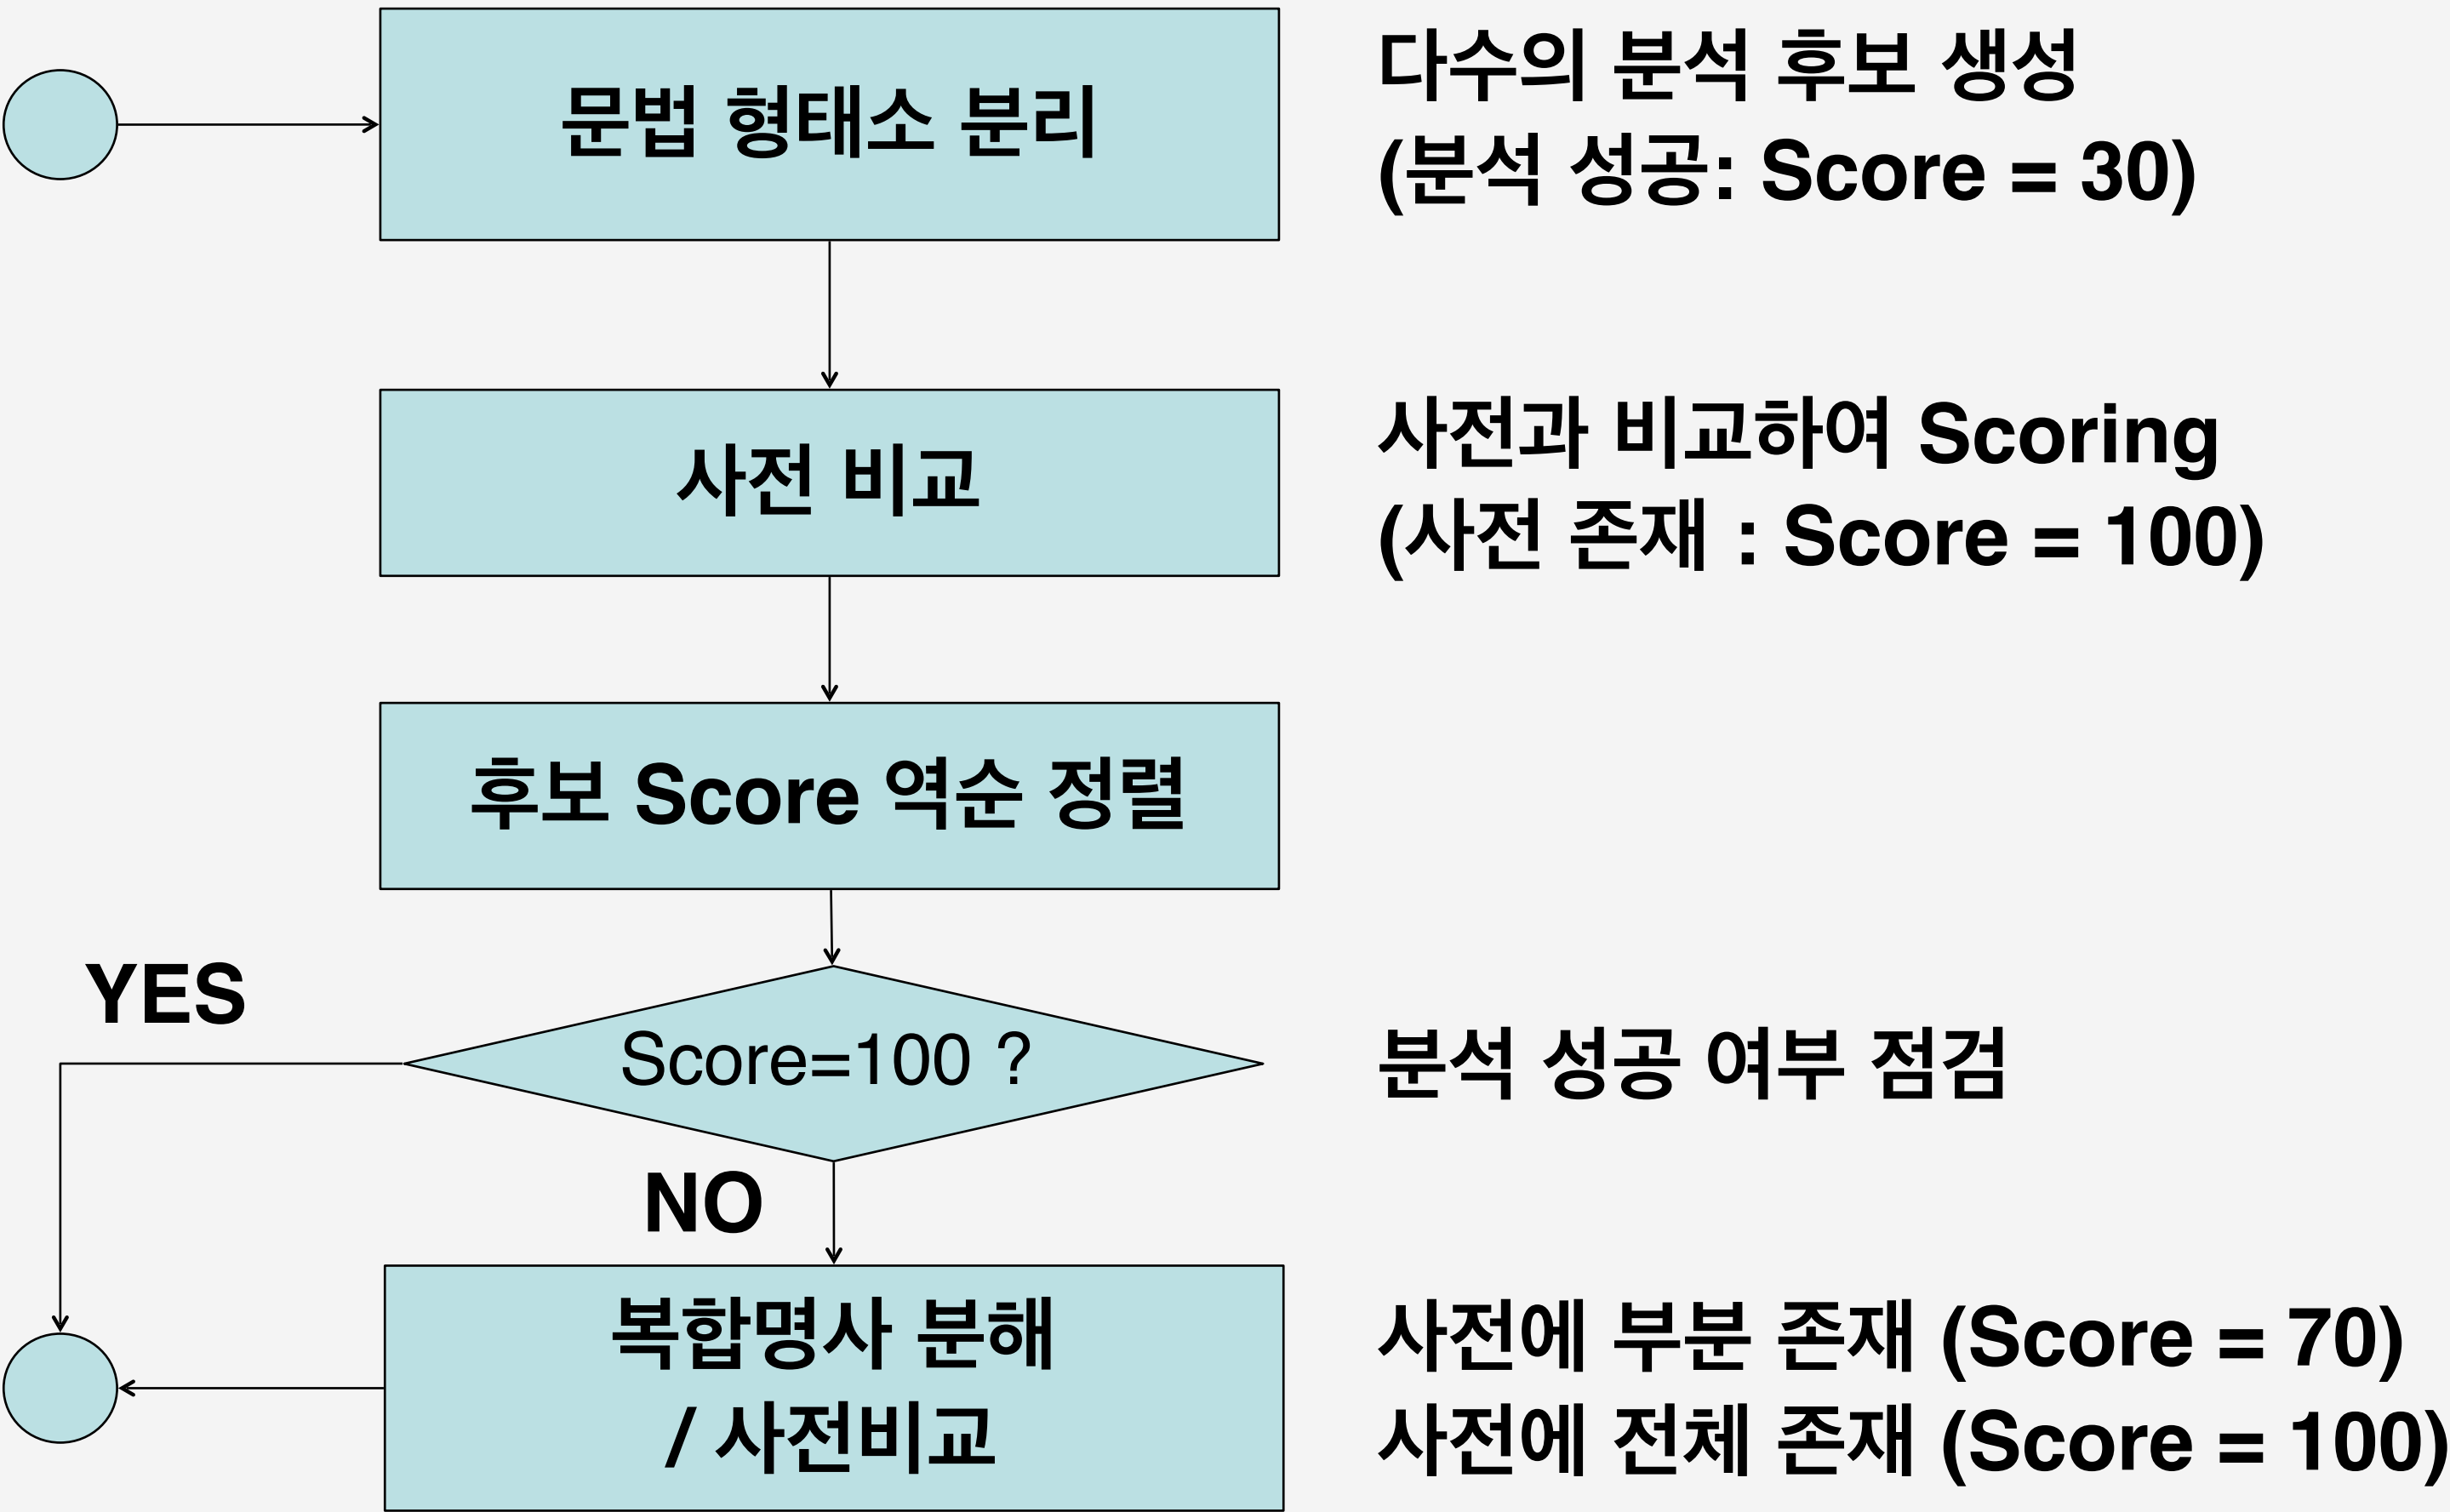 문법 형태소 분리
다수의 분석 후보 생성
(분석 성공: Score = 30)
사전 비교
사전과 비교하여 Scoring
(사전 존재 : Score = 100)
후보 Score 역순 정렬
YES
Score=100 ?
분석 성공 여부 점검
NO
복합명사 분해
/사전비교
사전에 부분 존재 (Score = 70)
사전에 전체 존재 (Score = 100)